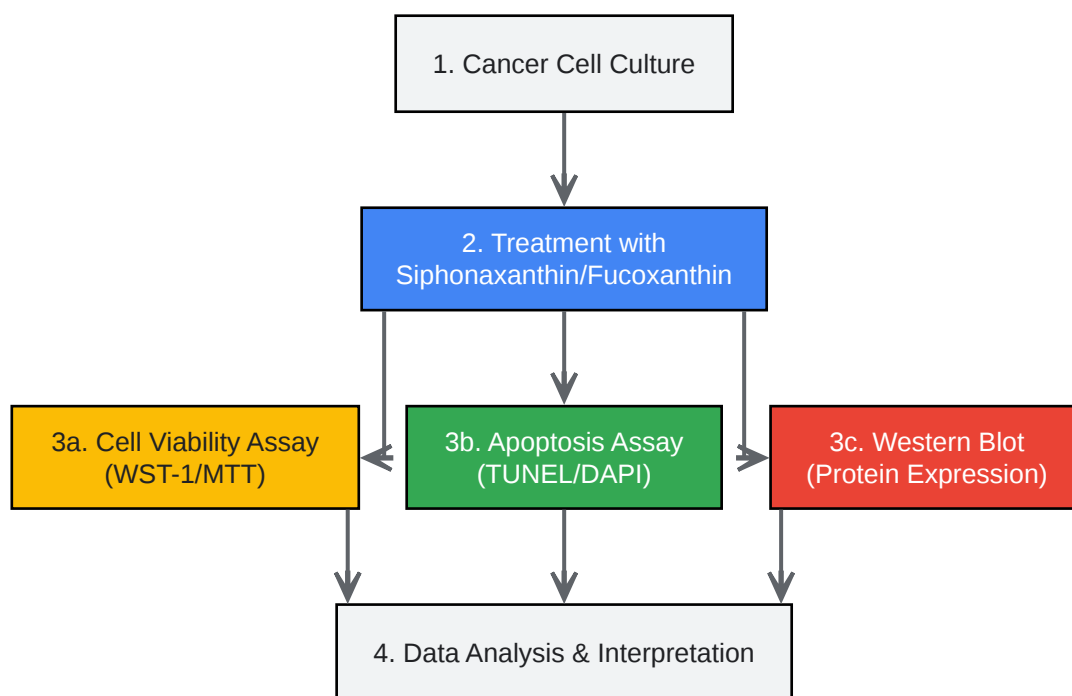 1. Cancer Cell Culture
2. Treatment with
Siphonaxanthin/Fucoxanthin
3a. Cell Viability Assay
(WST-1/MTT)
3b. Apoptosis Assay
(TUNEL/DAPI)
3c. Western Blot
(Protein Expression)
4. Data Analysis & Interpretation